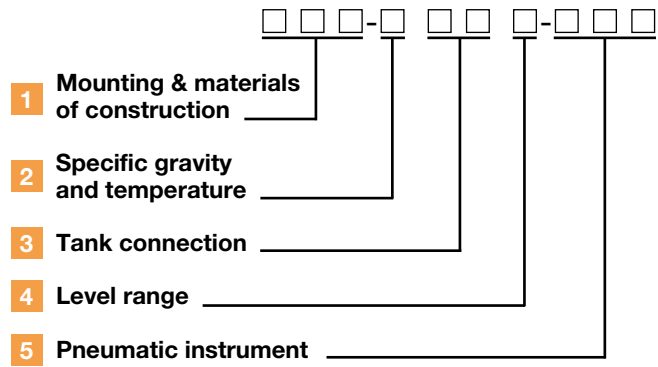 □ □ □-□ □ □ □-□ □ □
1 Mounting & materials
of construction
2 Specific gravity
and temperature
3 Tank connection
4 Level range
5 Pneumatic instrument